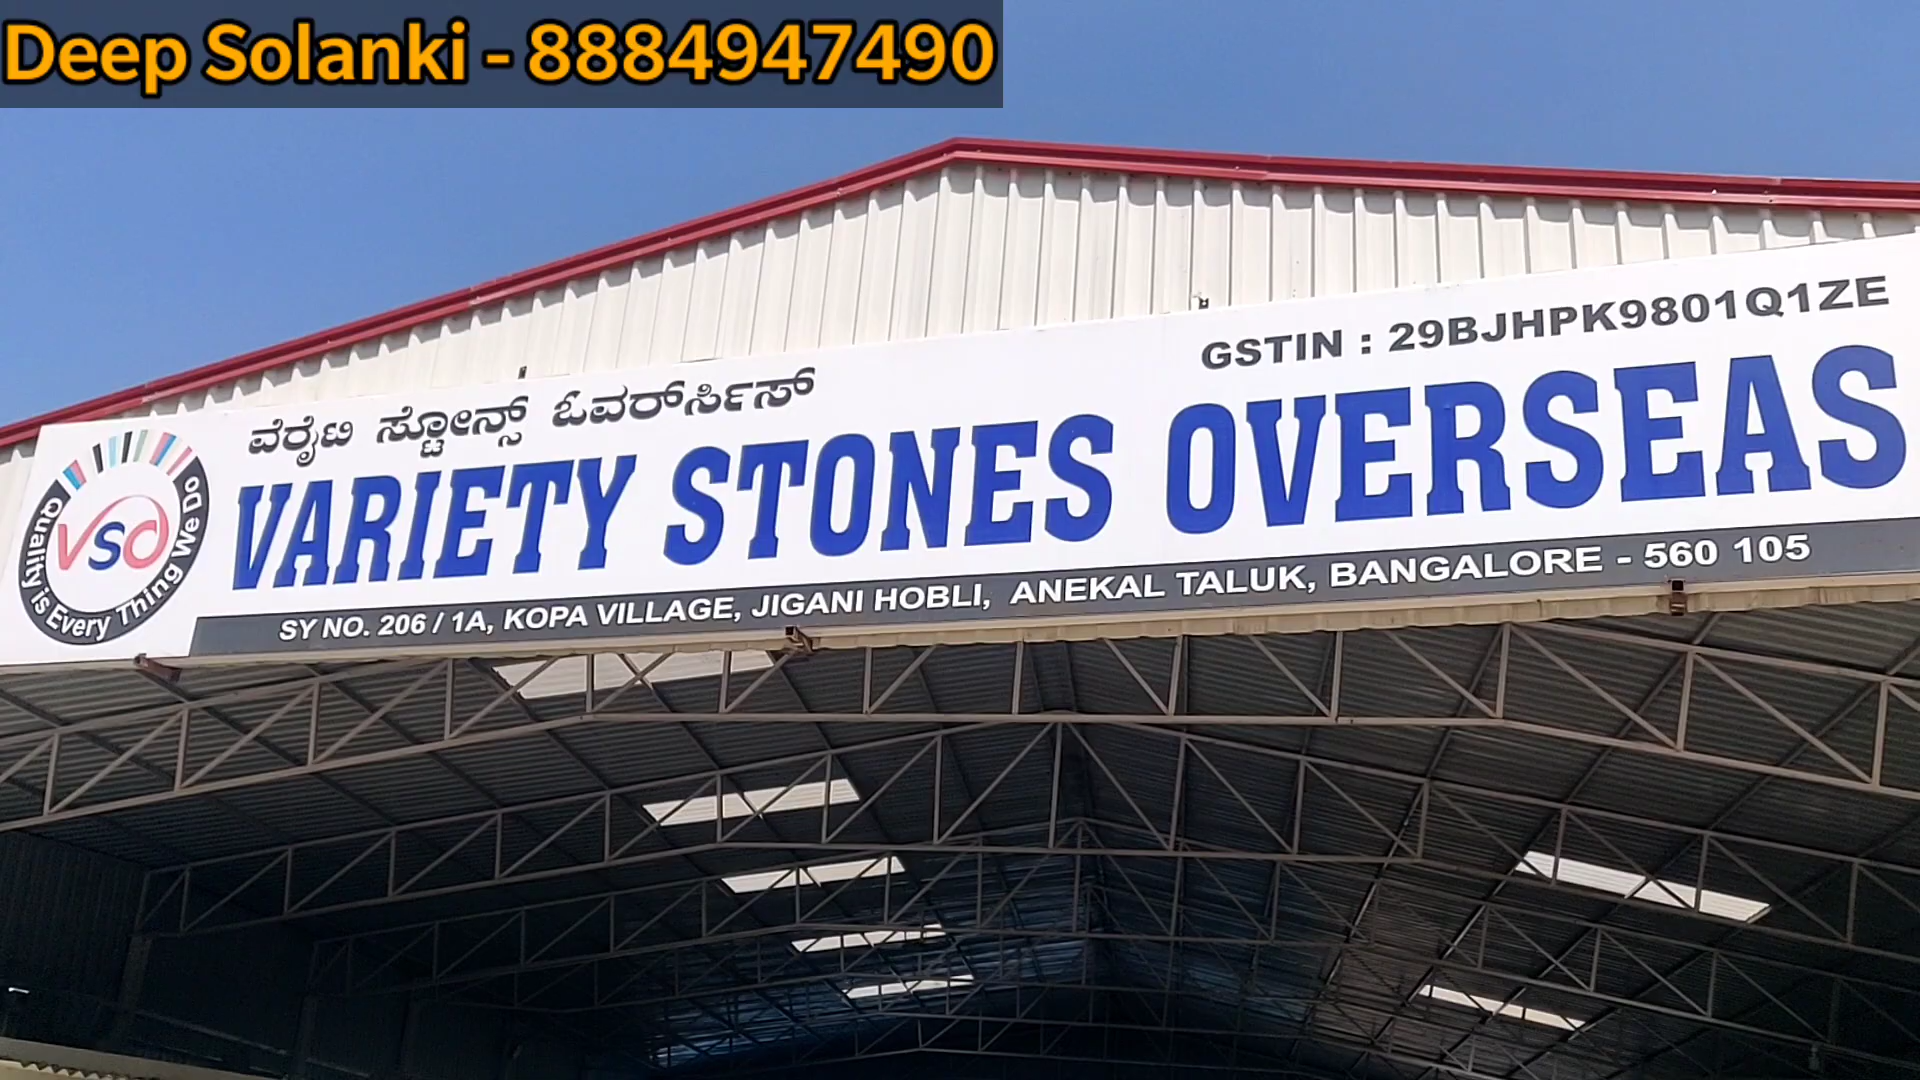 Deep Solanki - 8884947490
GSTIN : 29BJHPK9801Q1ZE
ವೆರೈಟಿ ಸ್ಟೋನ್ಸ್ ಓವರ್‌ಸೀಸ್
VARIETY STONES OVERSEAS
vso
Quality is Every Thing We Do
SY NO. 206 / 1A, KOPA VILLAGE, JIGANI HOBLI, ANEKAL TALUK, BANGALORE - 560 105